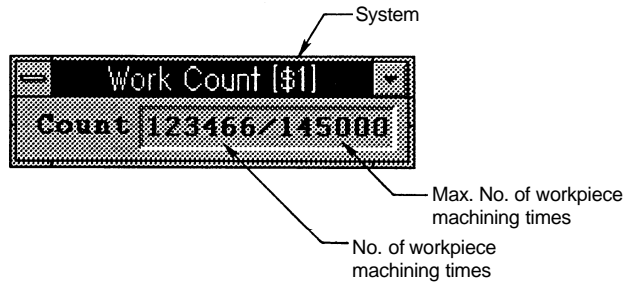 System
Work Count [$1]
Count 123466/145000
Max. No. of workpiece
machining times
No. of workpiece
machining times